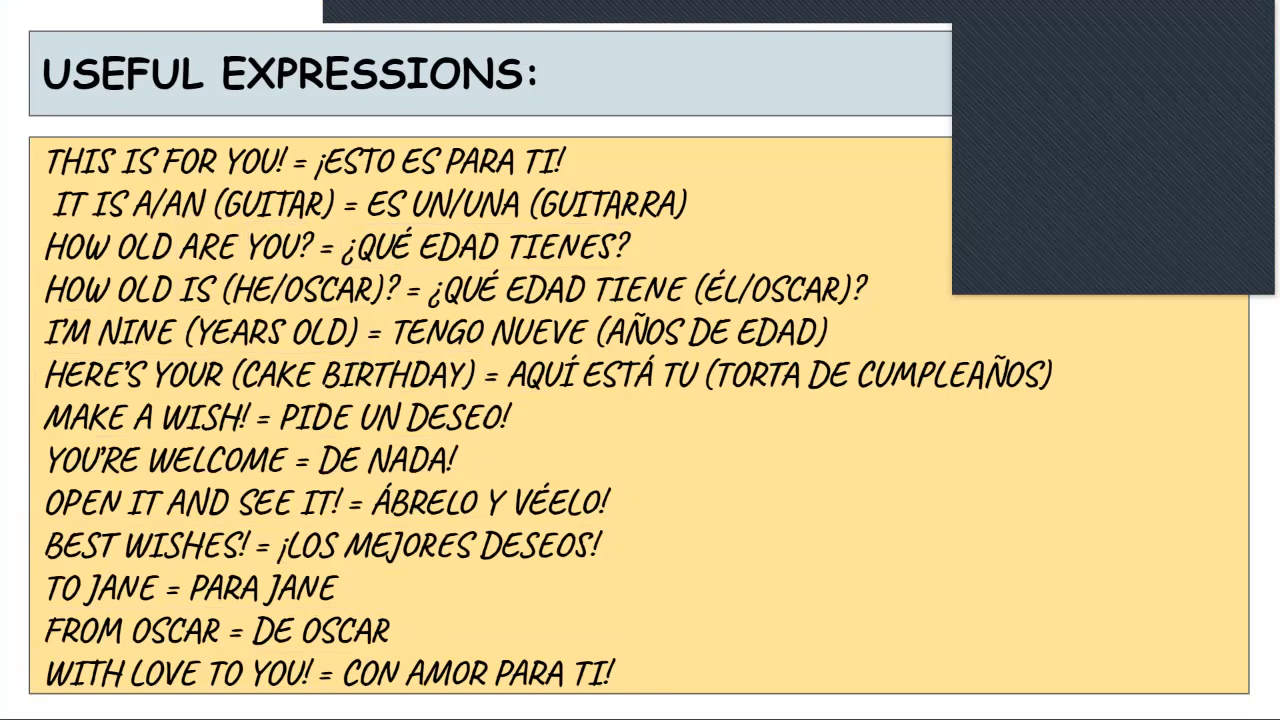 USEFUL EXPRESSIONS:
THIS IS FOR YOU! = ¡ESTO ES PARA TI!
IT IS A/AN (GUITAR) = ES UN/UNA (GUITARRA)
HOW OLD ARE YOU? = ¿QUÉ EDAD TIENES?
HOW OLD IS (HE/OSCAR)? = ¿QUÉ EDAD TIENE (ÉL/OSCAR)?
I'M NINE (YEARS OLD) = TENGO NUEVE (AÑOS DE EDAD)
HERE'S YOUR (CAKE BIRTHDAY) = AQUÍ ESTÁ TU (TORTA DE CUMPLEAÑOS)
MAKE A WISH! = PIDE UN DESEO!
YOU'RE WELCOME = DE NADA!
OPEN IT AND SEE IT! = ÁBRELO Y VÉELO!
BEST WISHES! = ¡LOS MEJORES DESEOS!
TO JANE = PARA JANE
FROM OSCAR = DE OSCAR
WITH LOVE TO YOU! = CON AMOR PARA TI!